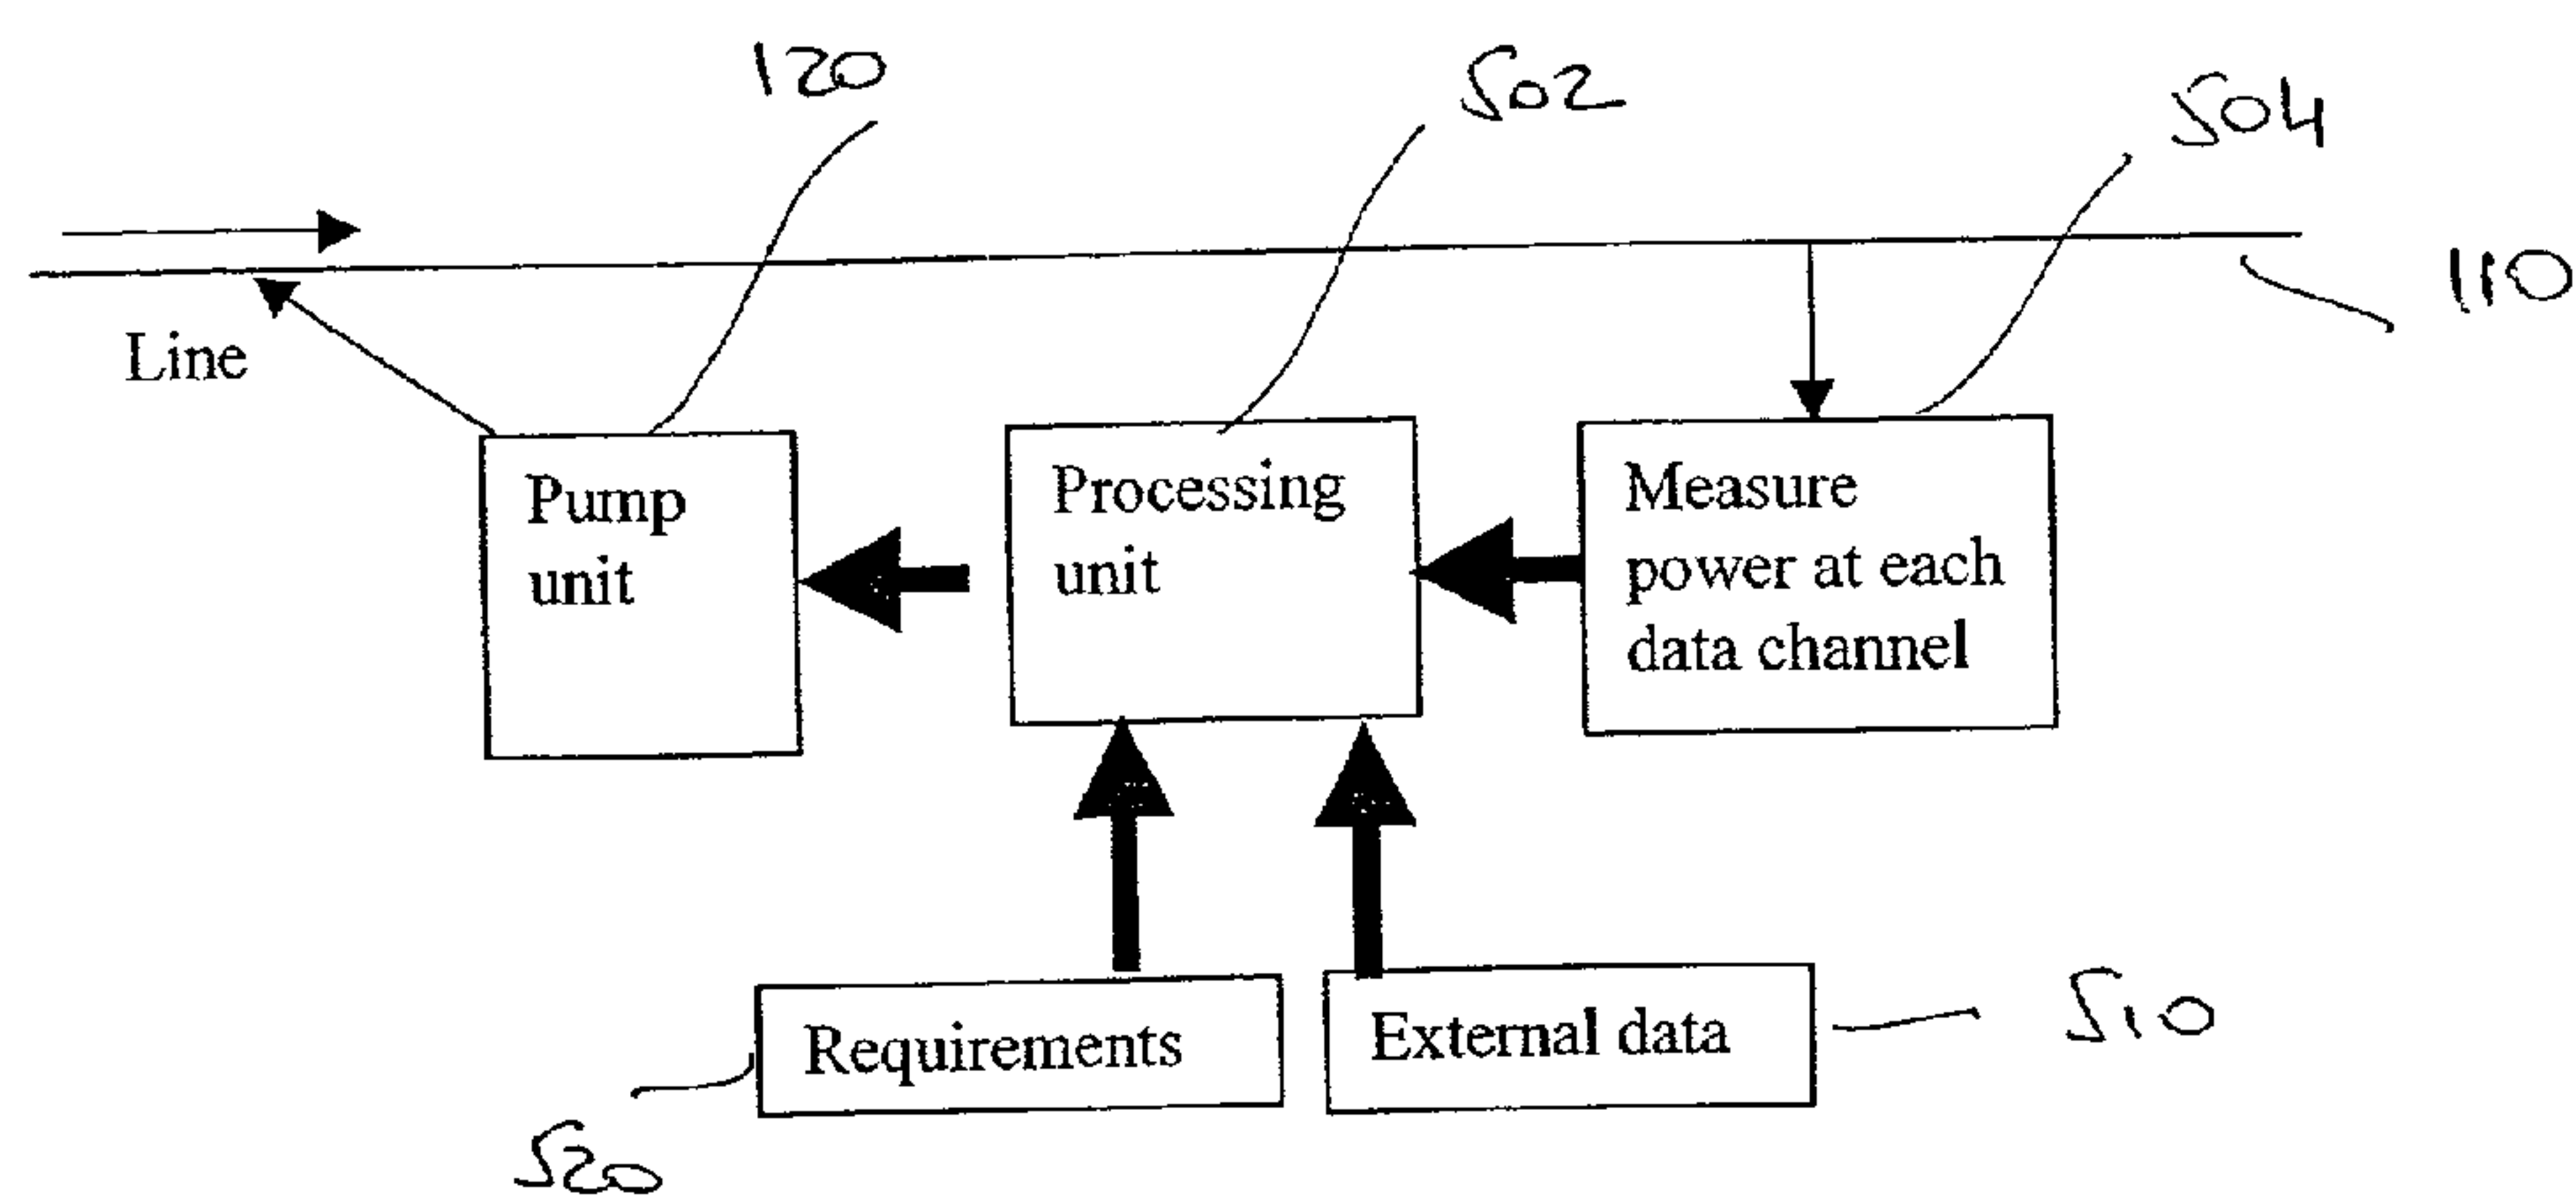 120
502
504
110
Line
Pump
unit
Processing
unit
Measure
power at each
data channel
Requirements
External data
510
520